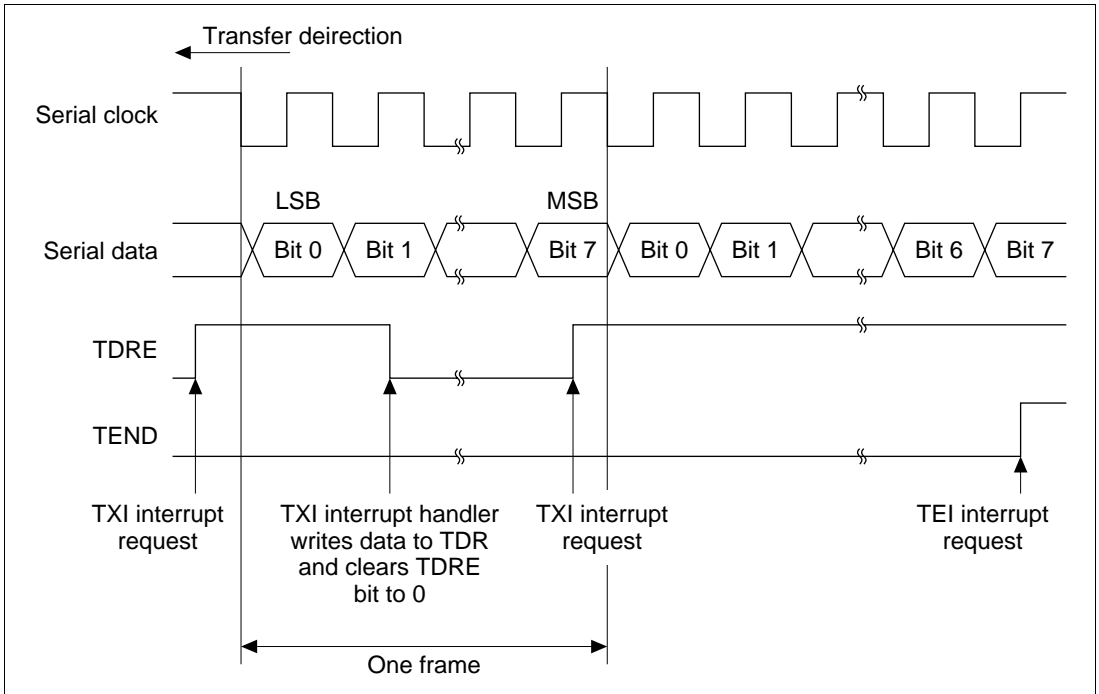 Transfer deirection
Serial clock
LSB
MSB
Serial data
Bit 0
Bit 1
Bit 7
Bit 0
Bit 1
Bit 6
Bit 7
TDRE
TEND
TXI interrupt
request
TXI interrupt handler
writes data to TDR
and clears TDRE
bit to 0
TXI interrupt
request
TEI interrupt
request
One frame